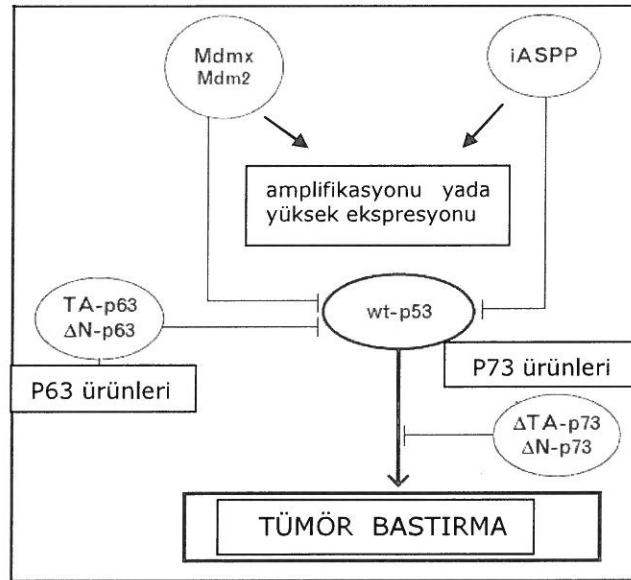 Mdmx
Mdm2
iASPP
amplifikasyonu yada
yüksek ekspresyonu
TA-p63
ΔN-p63
wt-p53
P63 ürünleri
P73 ürünleri
ΔTA-p73
ΔN-p73
TÜMÖR BASTIRMA